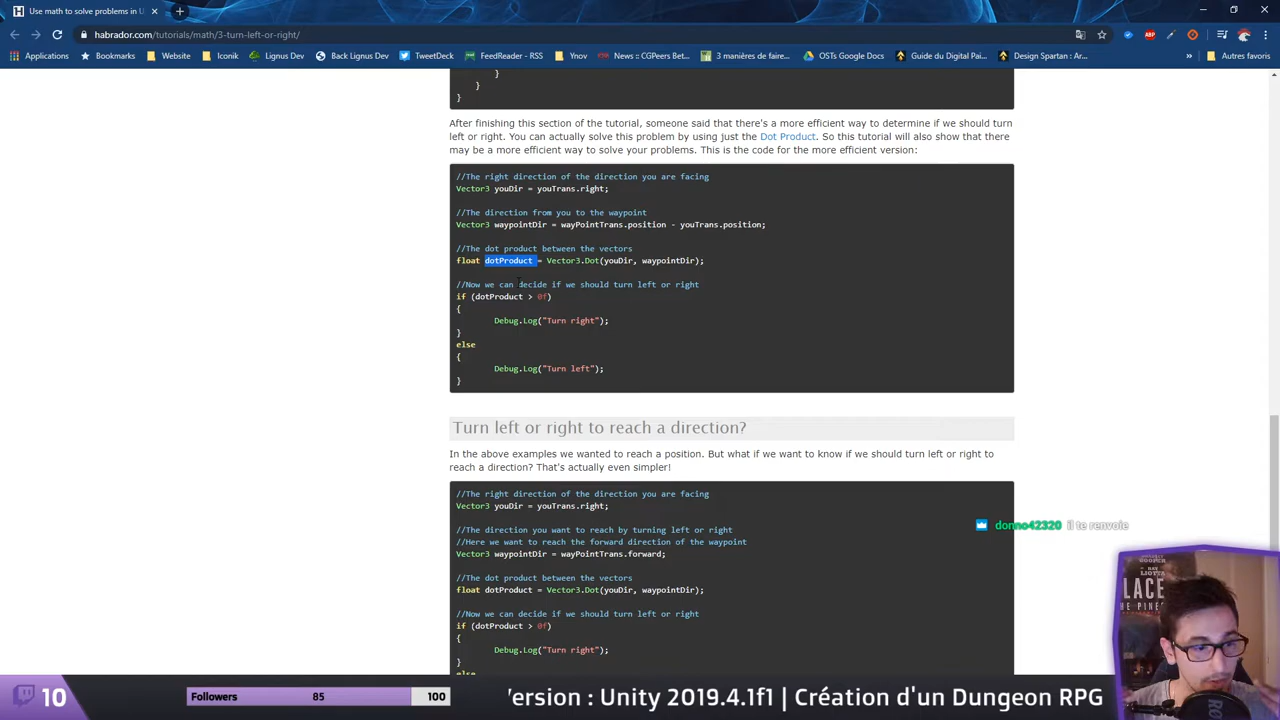 Use math to solve problems in U
habrador.com/tutorials/math/3-turn-left-or-right/
Applications
Bookmarks
Website
Iconik
Lignus Dev
Back Lignus Dev
TweetDeck
FeedReader - RSS
Ynov
News :: CGPeers Bet...
3 manières de faire...
OSTs Google Docs
Guide du Digital Pai...
Design Spartan : Ar...
»
Autres favoris
}
}
}
After finishing this section of the tutorial, someone said that there's a more efficient way to determine if we should turn
left or right. You can actually solve this problem by using just the Dot Product. So this tutorial will also show that there
may be a more efficient way to solve your problems. This is the code for the more efficient version:
//The right direction of the direction you are facing
Vector3 youDir = youTrans.right;
//The direction from you to the waypoint
Vector3 waypointDir = wayPointTrans.position - youTrans.position;
//The dot product between the vectors
float dotProduct = Vector3.Dot(youDir, waypointDir);
//Now we can decide if we should turn left or right
if (dotProduct > 0f)
{
Debug.Log("Turn right");
}
else
{
Debug.Log("Turn left");
}
Turn left or right to reach a direction?
In the above examples we wanted to reach a position. But what if we want to know if we should turn left or right to
reach a direction? That's actually even simpler!
//The right direction of the direction you are facing
Vector3 youDir = youTrans.right;
//The direction you want to reach by turning left or right
//Here we want to reach the forward direction of the waypoint
Vector3 waypointDir = wayPointTrans.forward;
//The dot product between the vectors
float dotProduct = Vector3.Dot(youDir, waypointDir);
//Now we can decide if we should turn left or right
if (dotProduct > 0f)
{
Debug.Log("Turn right");
}
else
donno42320 il te renvoie
COOPER
RAY
LIOTTA
LACE
HE PINE
10
Followers 85 100
Version : Unity 2019.4.1f1 | Création d'un Dungeon RPG